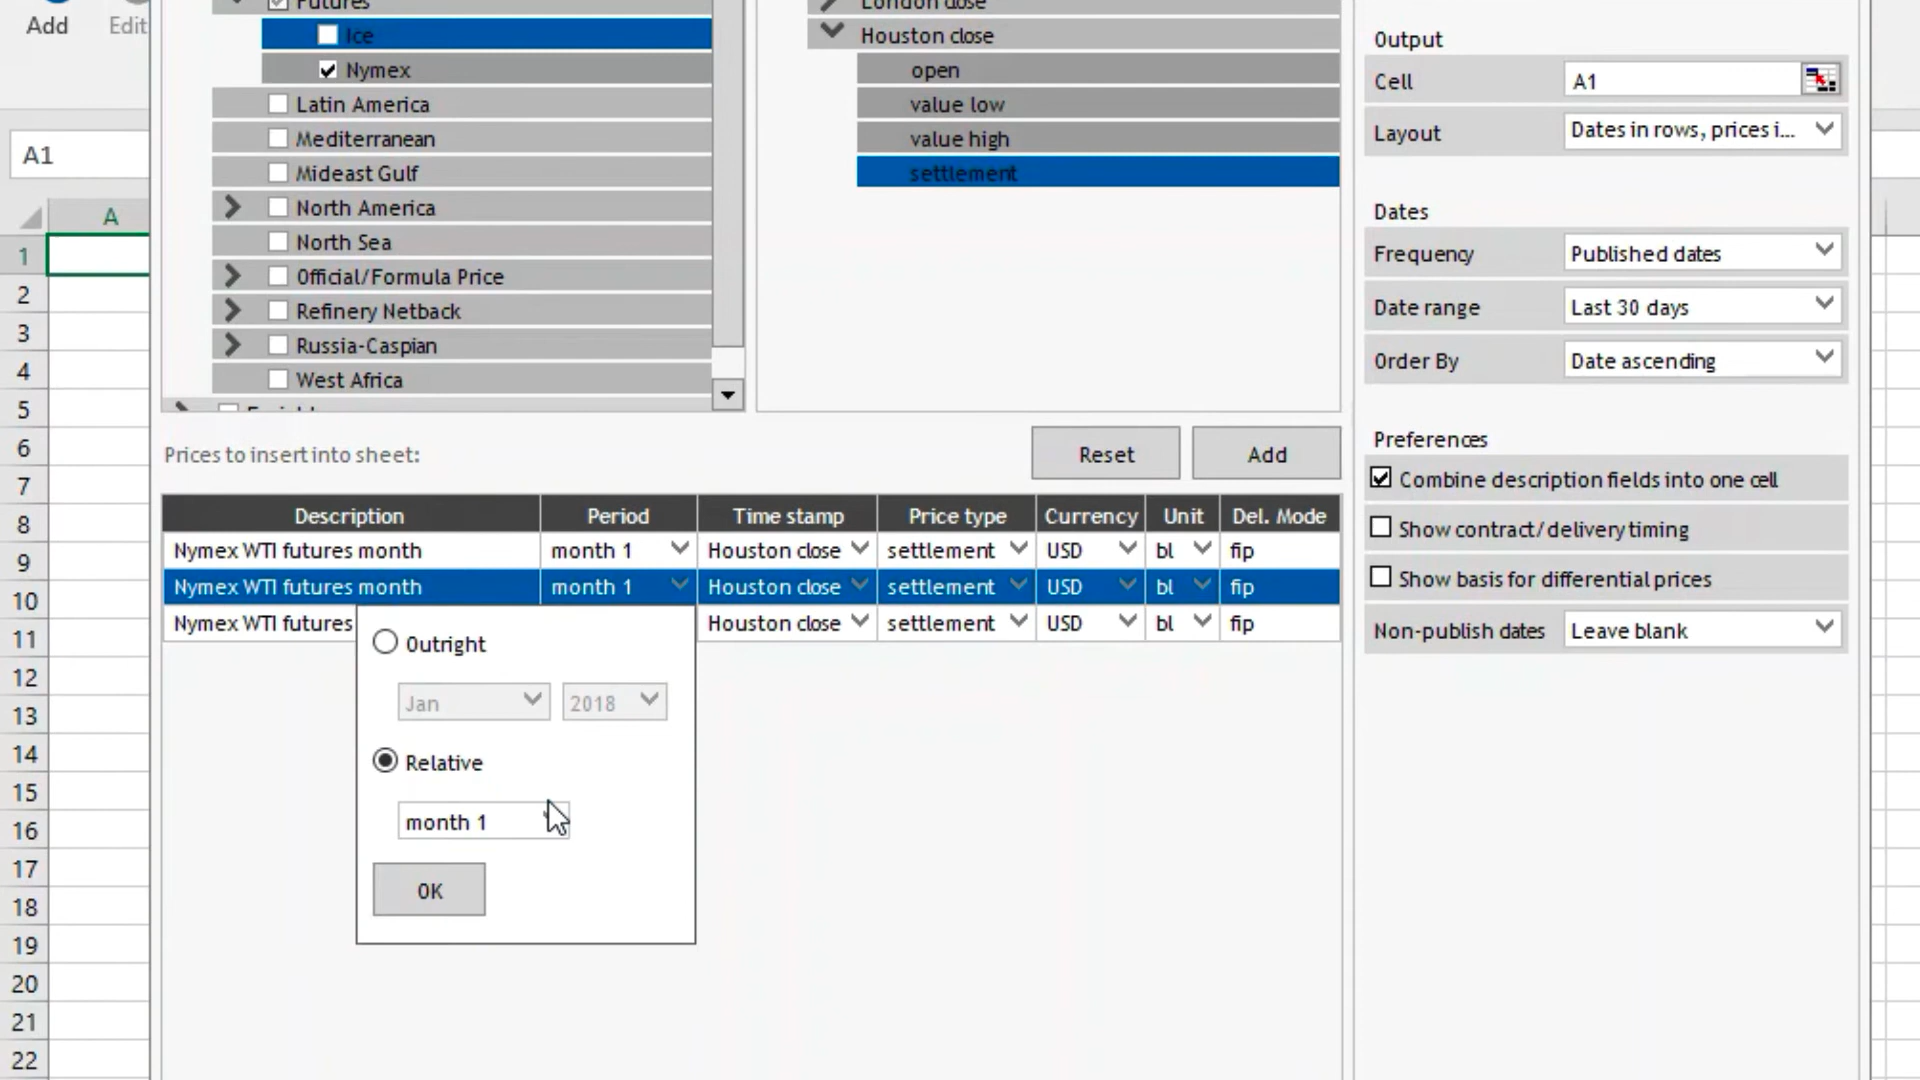 Add
Edit
A1
A
1
2
3
4
5
6
7
8
9
10
11
12
13
14
15
16
17
18
19
20
21
22
Futures
Ice
Nymex
Latin America
Mediterranean
Mideast Gulf
North America
North Sea
Official/Formula Price
Refinery Netback
Russia-Caspian
West Africa
London close
Houston close
open
value low
value high
settlement
Prices to insert into sheet:
Reset
Add
Description Period Time stamp Price type Currency Unit Del. Mode
Nymex WTI futures month month 1 Houston close settlement USD bl fip
Nymex WTI futures month month 1 Houston close settlement USD bl fip
Nymex WTI futures Houston close settlement USD bl fip
Outright
Jan 2018
Relative
month 1
OK
Output
Cell A1
Layout Dates in rows, prices i...
Dates
Frequency Published dates
Date range Last 30 days
Order By Date ascending
Preferences
Combine description fields into one cell
Show contract/delivery timing
Show basis for differential prices
Non-publish dates Leave blank